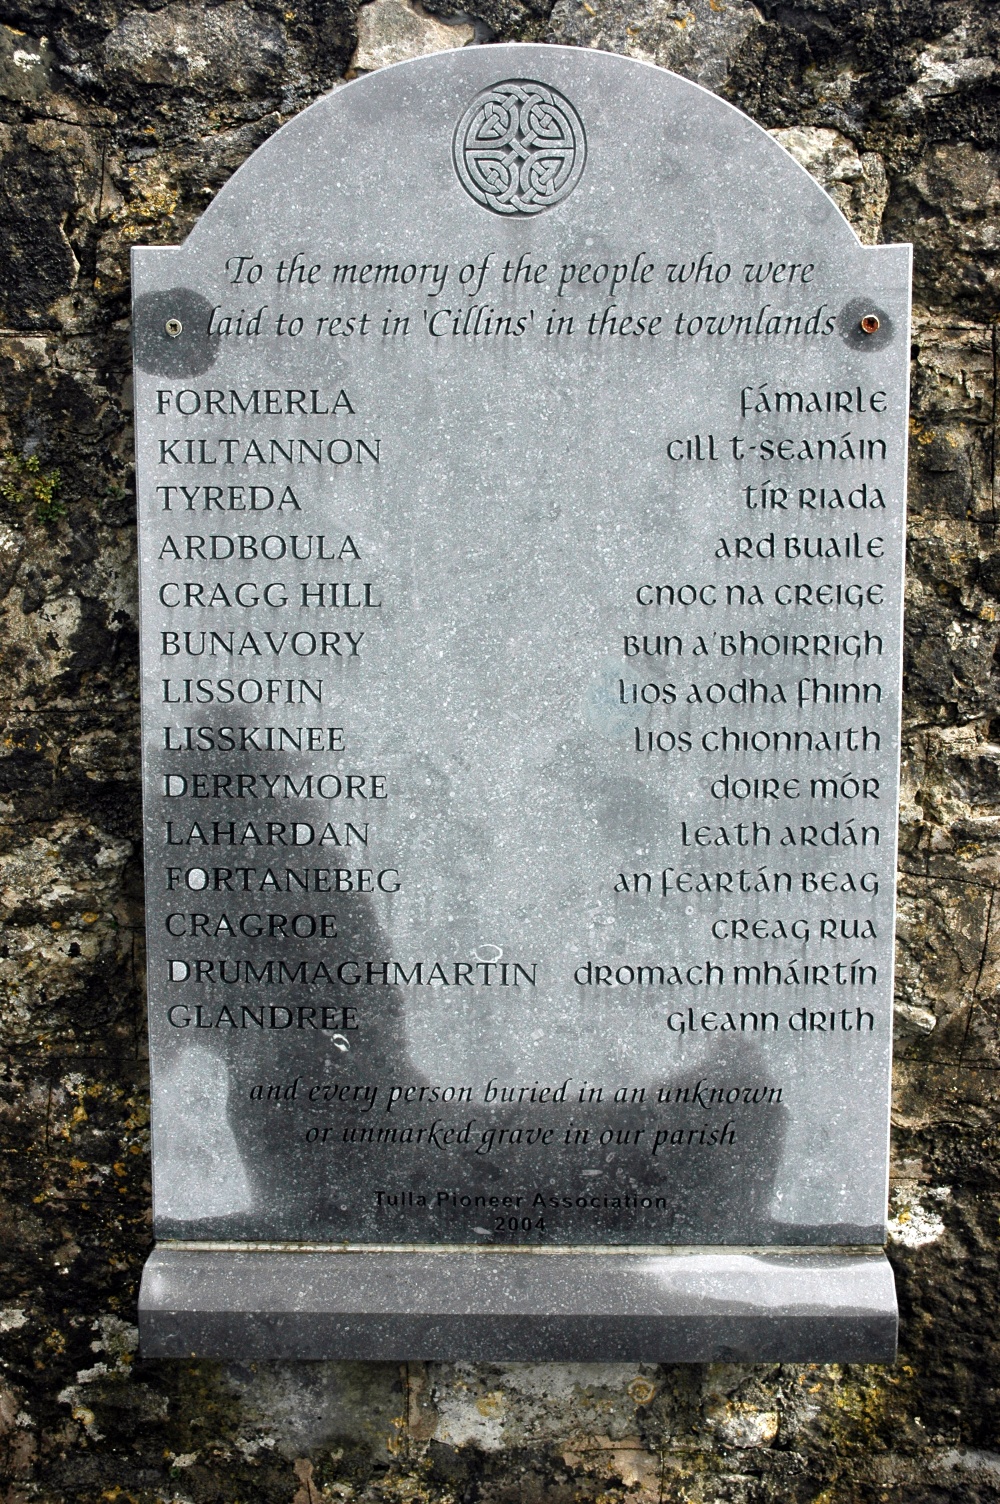 To the memory of the people who were
laid to rest in 'Cillins' in these townlands
FORMERLA fámairle
KILTANNON cill t-seanáin
TYREDA tír riada
ARDBOULA ard buaile
CRAGG HILL cnoc na creige
BUNAVORY bun a'bhoirrigh
LISSOFIN lios aodha fhinn
LISSKINEE lios chionnaith
DERRYMORE doire mór
LAHARDAN leath ardán
FORTANEBEG an feartán beag
CRAGROE creag rua
DRUMMAGHMARTIN dromach mháirtín
GLANDREE gleann drith
and every person buried in an unknown
or unmarked grave in our parish
Tulla Pioneer Association
2004